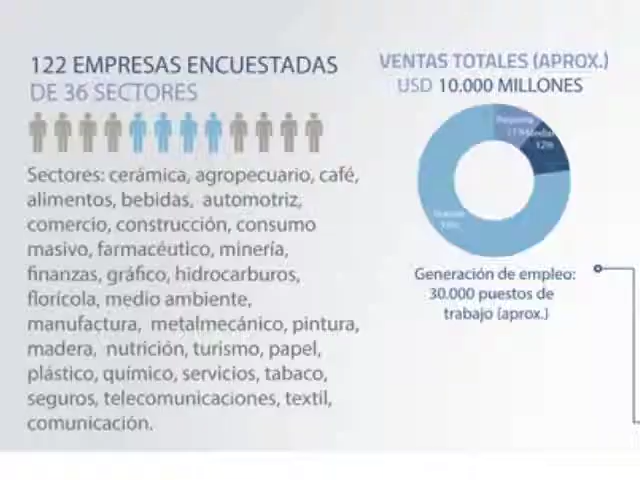 122 EMPRESAS ENCUESTADAS
DE 36 SECTORES
Sectores: cerámica, agropecuario, café,
alimentos, bebidas, automotriz,
comercio, construcción, consumo
masivo, farmacéutico, minería,
finanzas, gráfico, hidrocarburos,
florícola, medio ambiente,
manufactura, metalmecánico, pintura,
madera, nutrición, turismo, papel,
plástico, químico, servicios, tabaco,
seguros, telecomunicaciones, textil,
comunicación.
VENTAS TOTALES (APROX.)
USD 10.000 MILLONES
12%
Generación de empleo:
30.000 puestos de
trabajo (aprox.)